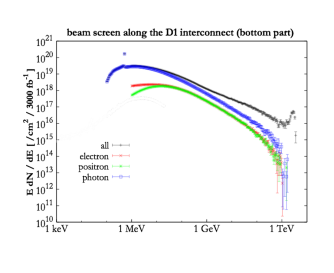 beam screen along the D1 interconnect (bottom part)
E dN / dE [ / cm² / 3000 fb⁻¹ ]
10²¹
10²⁰
10¹⁹
10¹⁸
10¹⁷
10¹⁶
10¹⁵
10¹⁴
10¹³
10¹²
10¹¹
10¹⁰
all
electron
positron
photon
1 keV
1 MeV
1 GeV
1 TeV